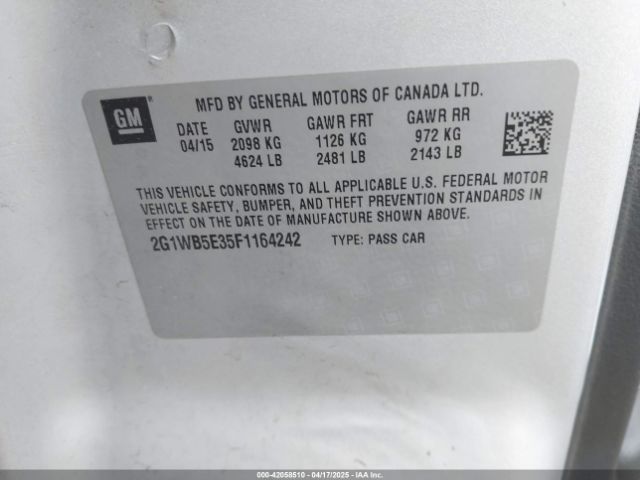 GM
MFD BY GENERAL MOTORS OF CANADA LTD.
DATE GVWR GAWR FRT GAWR RR
04/15 2098 KG 1126 KG 972 KG
4624 LB 2481 LB 2143 LB
THIS VEHICLE CONFORMS TO ALL APPLICABLE U.S. FEDERAL MOTOR
VEHICLE SAFETY, BUMPER, AND THEFT PREVENTION STANDARDS IN
EFFECT ON THE DATE OF MANUFACTURE SHOWN ABOVE.
2G1WB5E35F1164242 TYPE: PASS CAR
000-42058510 - 04/17/2025 - IAAI.COM